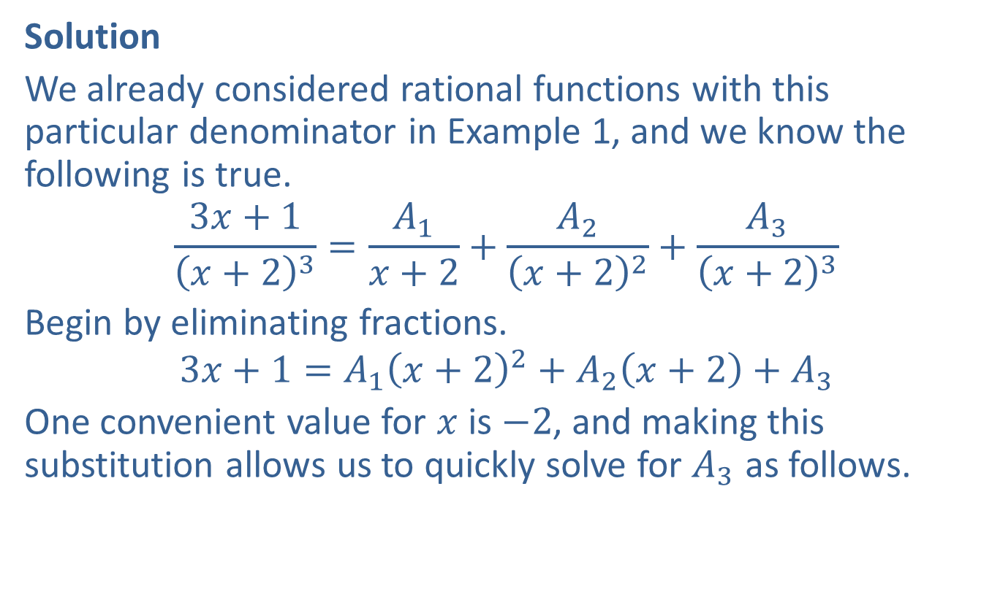 Solution
We already considered rational functions with this
particular denominator in Example 1, and we know the
following is true.
\frac{3x + 1}{(x + 2)^3} = \frac{A_1}{x + 2} + \frac{A_2}{(x + 2)^2} + \frac{A_3}{(x + 2)^3}
Begin by eliminating fractions.
3x + 1 = A_1(x + 2)^2 + A_2(x + 2) + A_3
One convenient value for x is −2, and making this
substitution allows us to quickly solve for A_3 as follows.